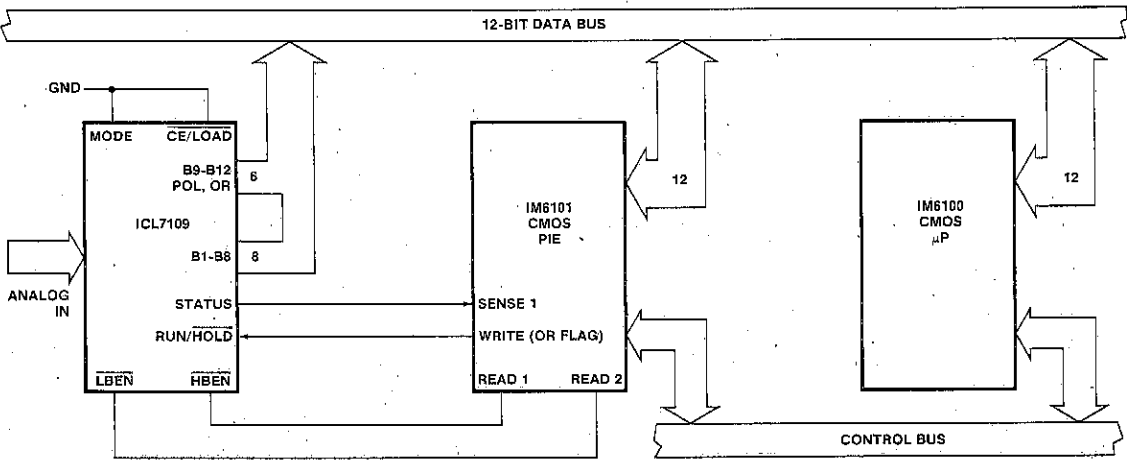 12-BIT DATA BUS
GND
MODE
CE/LOAD
B9-B12
POL, OR
6
ICL7109
B1-B8
8
ANALOG
IN
STATUS
RUN/HOLD
LBEN
HBEN
IM6101
CMOS
PIE
12
SENSE 1
WRITE (OR FLAG)
READ 1
READ 2
IM6100
CMOS
μP
12
CONTROL BUS